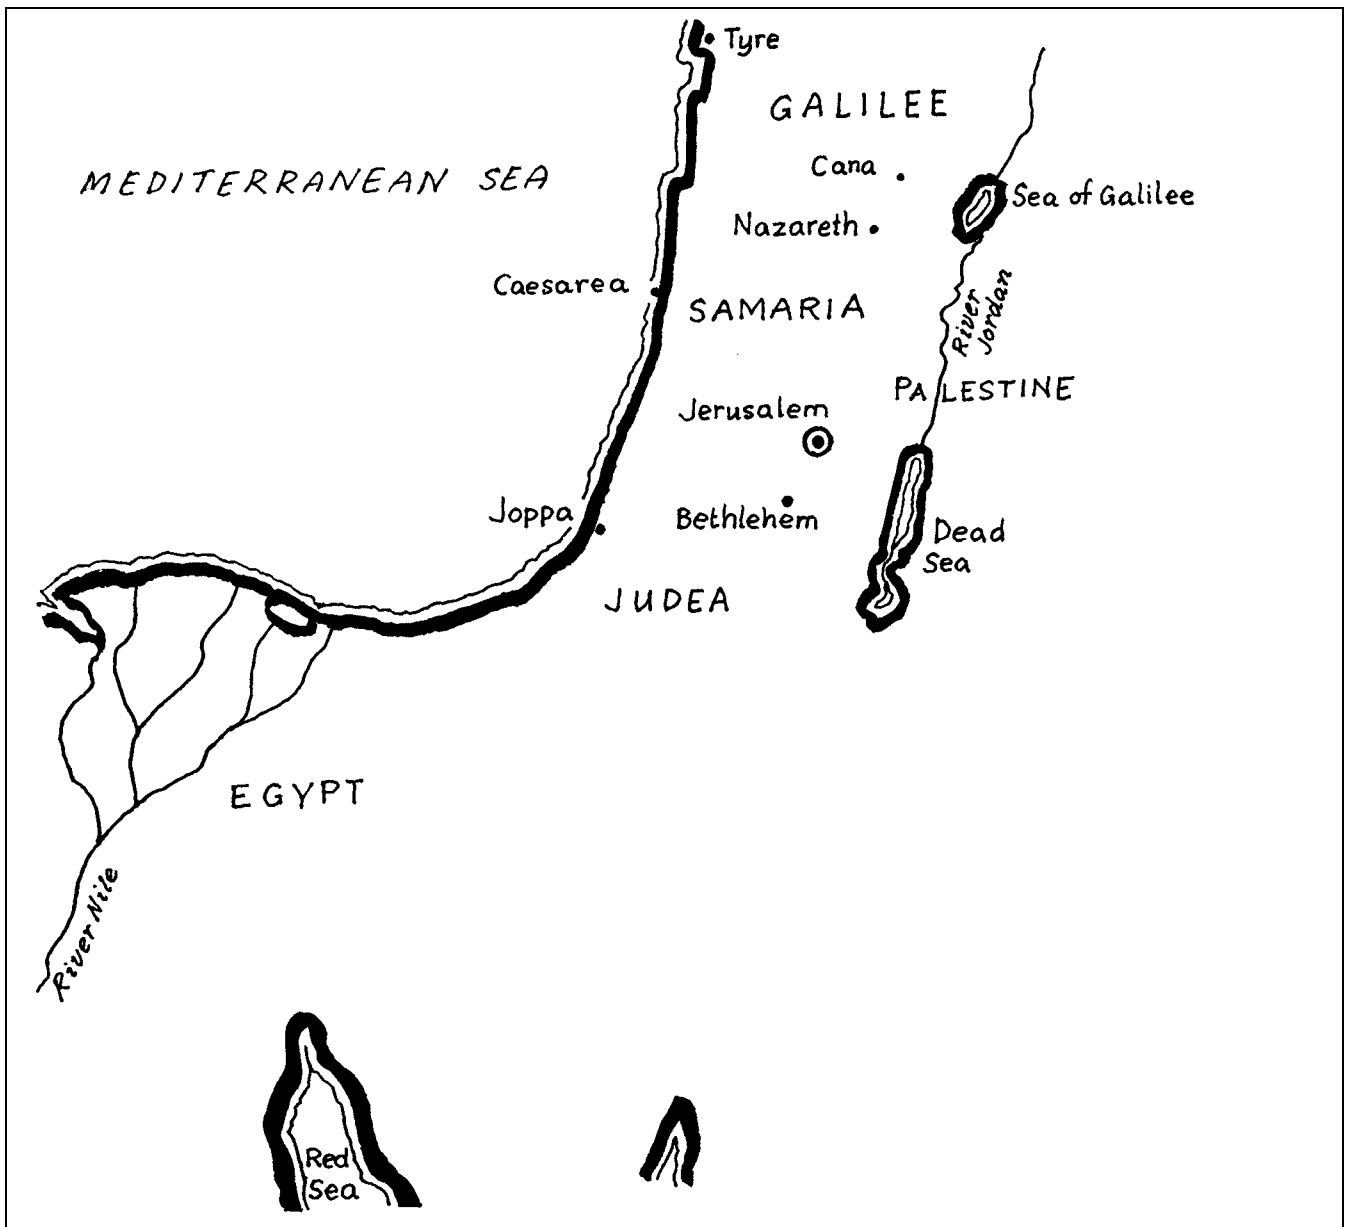 Tyre
GALILEE
Cana
MEDITERRANEAN SEA
Sea of Galilee
Nazareth
Caesarea
SAMARIA
River
Jordan
PALESTINE
Jerusalem
Joppa
Bethlehem
Dead
Sea
JUDEA
EGYPT
River Nile
Red
Sea